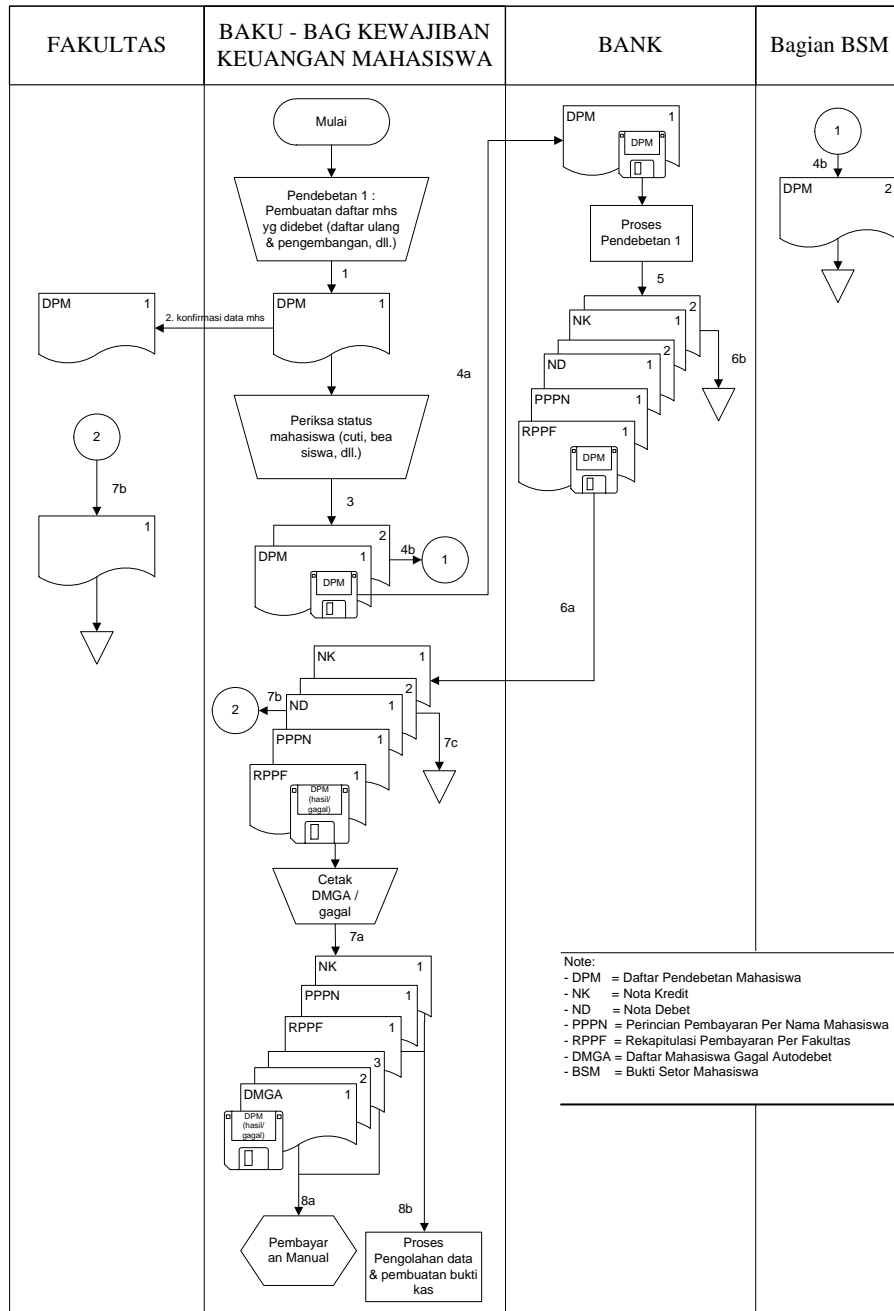 FAKULTAS
BAKU - BAG KEWAJIBAN
KEUANGAN MAHASISWA
BANK
Bagian BSM
Mulai
Pendebetan 1 :
Pembuatan daftar mhs
yg didebet (daftar ulang
& pengembangan, dll.)
1
DPM 1
2. konfirmasi data mhs
DPM 1
Periksa status
mahasiswa (cuti, bea
siswa, dll.)
3
2
DPM 1
DPM
4b
1
4a
2
7b
1
DPM 1
DPM
Proses
Pendebetan 1
5
2
NK 1
2
ND 1
PPPN 1
RPPF 1
DPM
6b
6a
1
4b
DPM 2
NK 1
2
ND 1
7b
2
PPPN 1
RPPF 1
DPM
(hasil/
gagal)
7c
Cetak
DMGA /
gagal
7a
NK 1
PPPN 1
RPPF 1
3
2
DMGA 1
DPM
(hasil/
gagal)
8a
8b
Pembayar
an Manual
Proses
Pengolahan data
& pembuatan bukti
kas
Note:
- DPM = Daftar Pendebetan Mahasiswa
- NK = Nota Kredit
- ND = Nota Debet
- PPPN = Perincian Pembayaran Per Nama Mahasiswa
- RPPF = Rekapitulasi Pembayaran Per Fakultas
- DMGA = Daftar Mahasiswa Gagal Autodebet
- BSM = Bukti Setor Mahasiswa